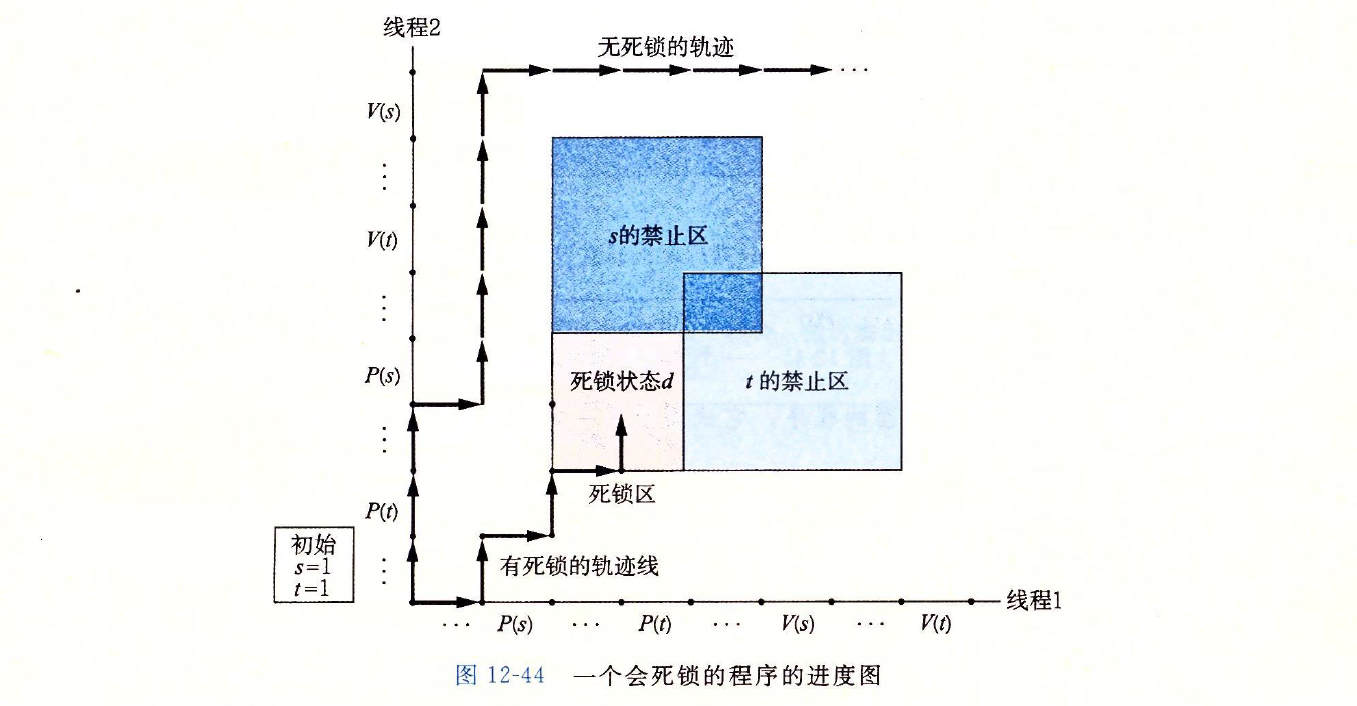 线程2
无死锁的轨迹
...
V(s)
...
s的禁止区
V(t)
...
P(s)
死锁状态d
t 的禁止区
...
死锁区
P(t)
初始
s=1
t=1
...
有死锁的轨迹线
线程1
... P(s) ... P(t) ... V(s) ... V(t)
图 12-44 一个会死锁的程序的进度图